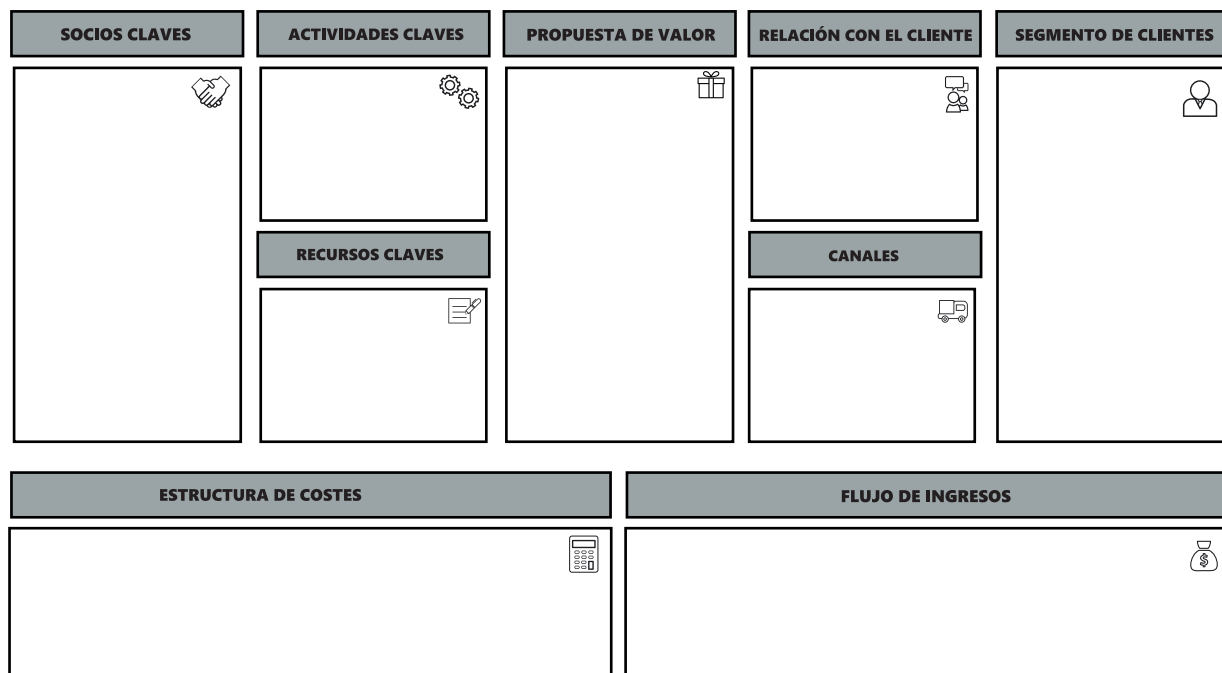 SOCIOS CLAVES
ACTIVIDADES CLAVES
PROPUESTA DE VALOR
RELACIÓN CON EL CLIENTE
SEGMENTO DE CLIENTES
RECURSOS CLAVES
CANALES
ESTRUCTURA DE COSTES
FLUJO DE INGRESOS
$